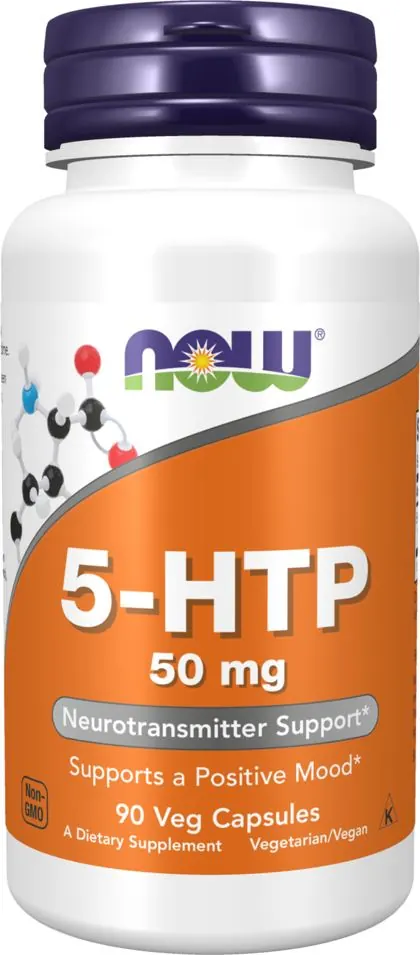 NOW®
5-HTP
50 mg
Neurotransmitter Support*
Supports a Positive Mood*
90 Veg Capsules
Non-
GMO
A Dietary Supplement
Vegetarian/Vegan
K